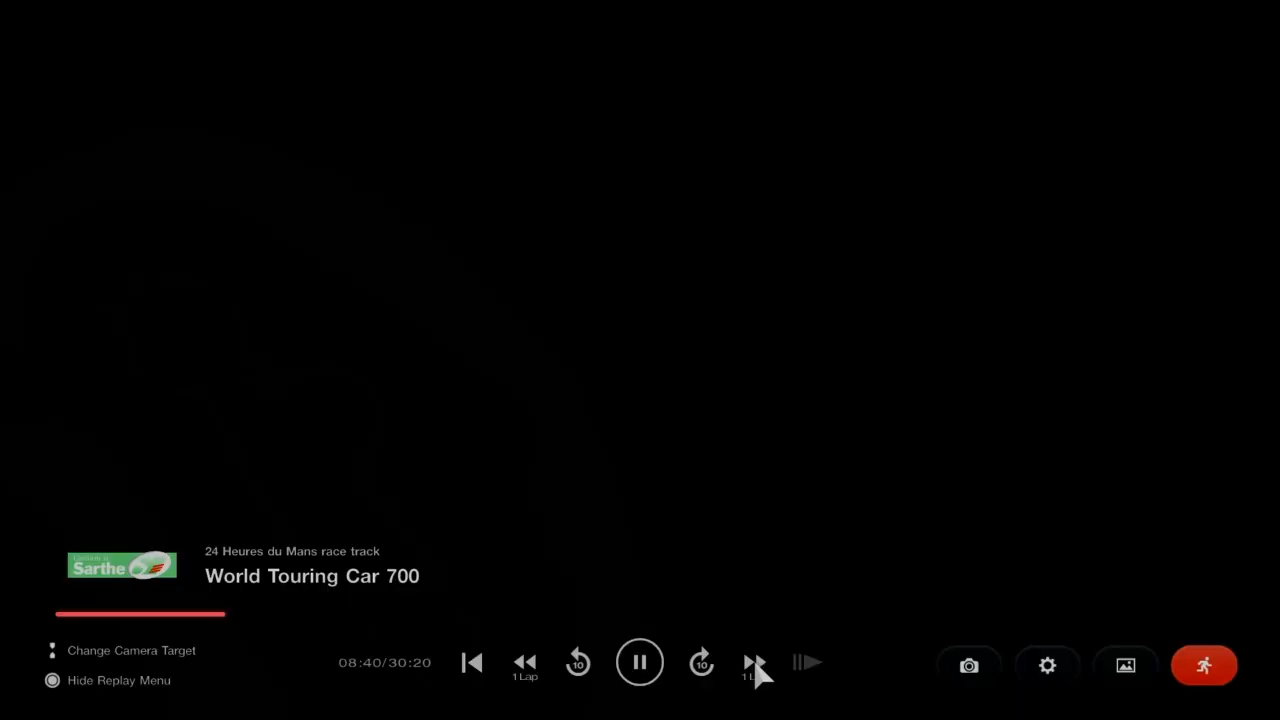 24 Heures du Mans race track
Sarthe
World Touring Car 700
Change Camera Target
08:40/30:20
10
10
1 Lap
Hide Replay Menu